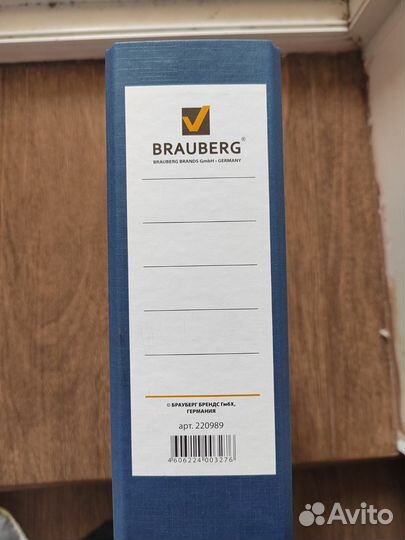 BRAUBERG®
BRAUBERG BRANDS GmbH - GERMANY
© БРАУБЕРГ БРЕНДС ГмбХ,
ГЕРМАНИЯ
арт. 220989
4606224003276
Avito